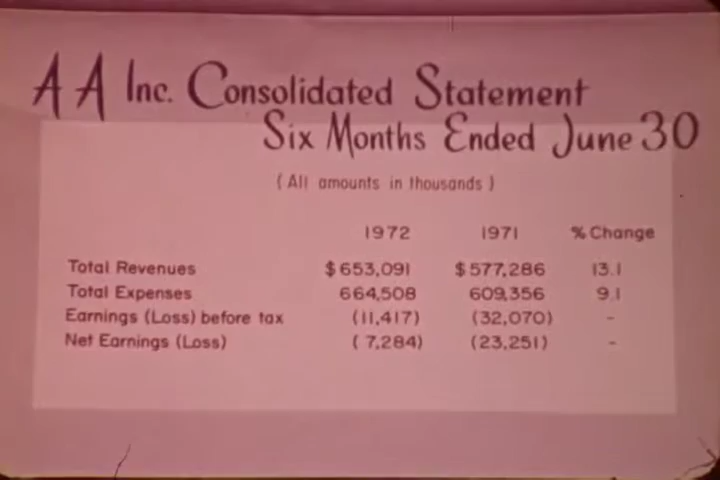 AA Inc. Consolidated Statement
Six Months Ended June 30
(All amounts in thousands)
1972 1971 % Change
Total Revenues $653,091 $577,286 13.1
Total Expenses 664,508 609,356 9.1
Earnings (Loss) before tax (11,417) (32,070) -
Net Earnings (Loss) (7,284) (23,251) -